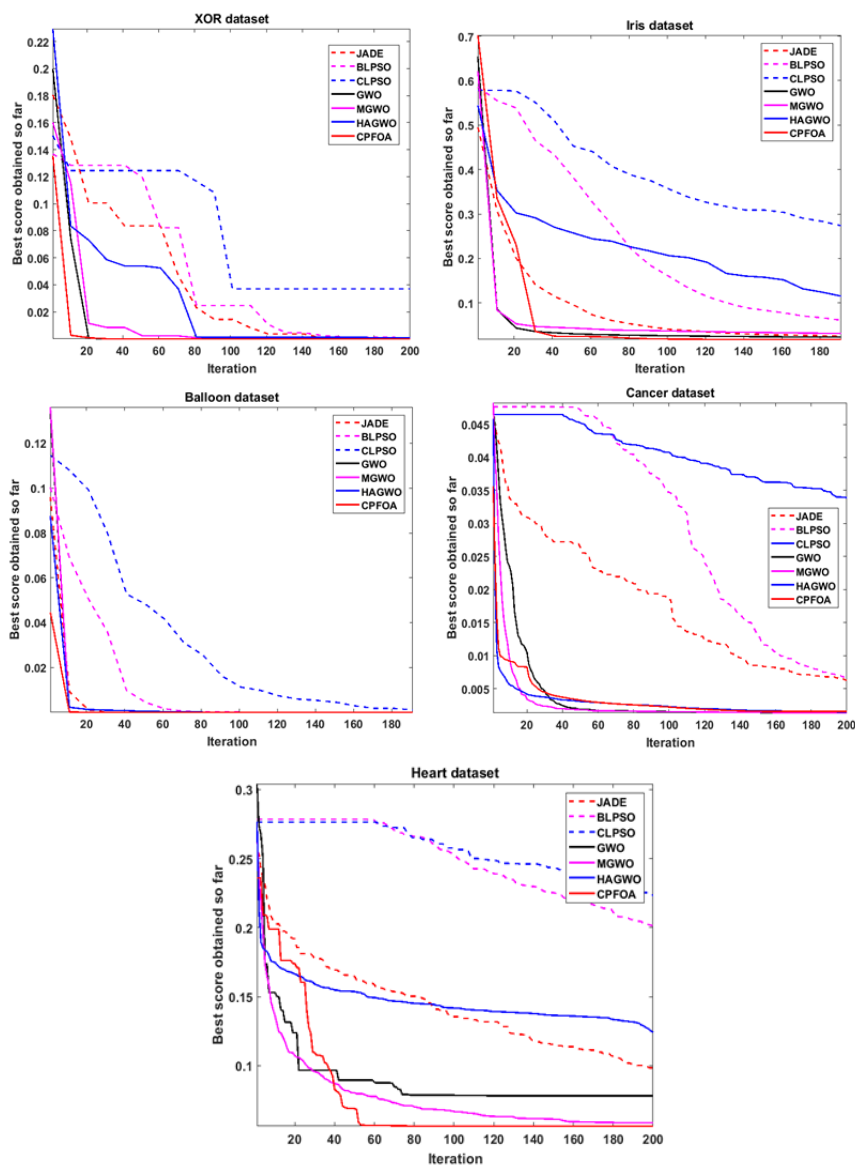 XOR dataset
Best score obtained so far
0.22
0.2
0.18
0.16
0.14
0.12
0.1
0.08
0.06
0.04
0.02
JADE
BLPSO
CLPSO
GWO
MGWO
HAGWO
CPFOA
20 40 60 80 100 120 140 160 180 200
Iteration
Iris dataset
Best score obtained so far
0.7
0.6
0.5
0.4
0.3
0.2
0.1
JADE
BLPSO
CLPSO
GWO
MGWO
HAGWO
CPFOA
20 40 60 80 100 120 140 160 180
Iteration
Balloon dataset
Best score obtained so far
0.12
0.1
0.08
0.06
0.04
0.02
JADE
BLPSO
CLPSO
GWO
MGWO
HAGWO
CPFOA
20 40 60 80 100 120 140 160 180
Iteration
Cancer dataset
Best score obtained so far
0.045
0.04
0.035
0.03
0.025
0.02
0.015
0.01
0.005
JADE
BLPSO
CLPSO
GWO
MGWO
HAGWO
CPFOA
20 40 60 80 100 120 140 160 180 200
Iteration
Heart dataset
Best score obtained so far
0.3
0.25
0.2
0.15
0.1
JADE
BLPSO
CLPSO
GWO
MGWO
HAGWO
CPFOA
20 40 60 80 100 120 140 160 180 200
Iteration